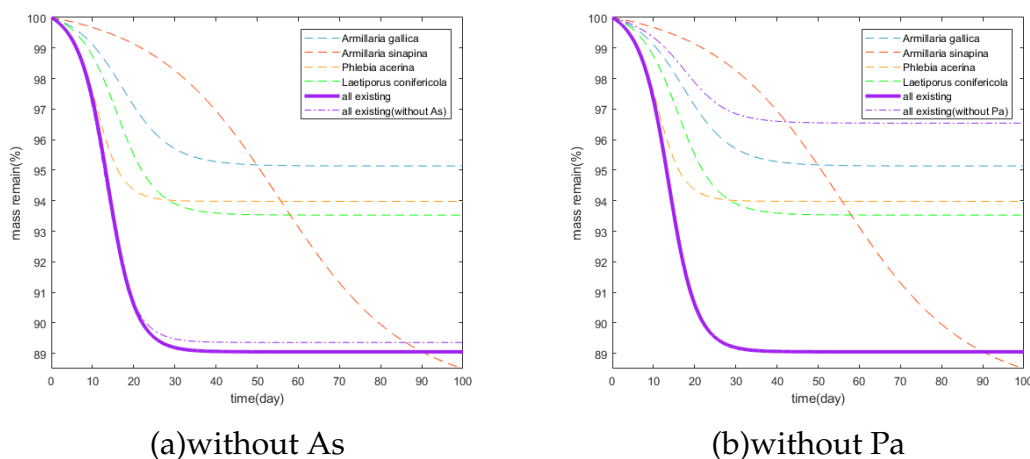 100
99
98
97
96
95
94
93
92
91
90
89
mass remain(%)
0 10 20 30 40 50 60 70 80 90 100
time(day)
Armillaria gallica
Armillaria sinapina
Phlebia acerina
Laetiporus conifericola
all existing
all existing(without As)
(a)without As
100
99
98
97
96
95
94
93
92
91
90
89
mass remain(%)
0 10 20 30 40 50 60 70 80 90 100
time(day)
Armillaria gallica
Armillaria sinapina
Phlebia acerina
Laetiporus conifericola
all existing
all existing(without Pa)
(b)without Pa